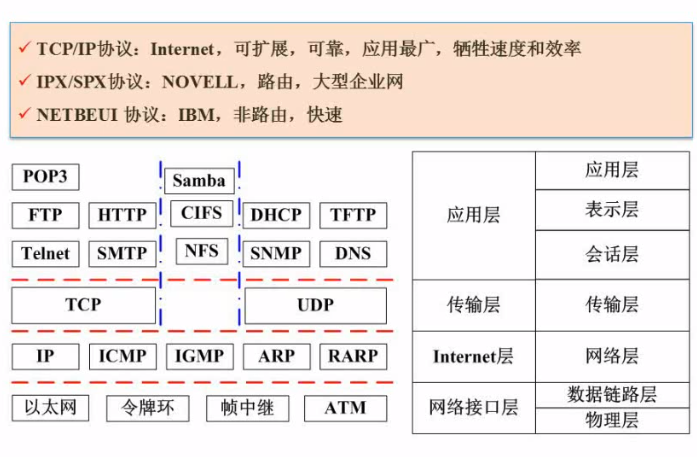 ✓ TCP/IP协议：Internet，可扩展，可靠，应用最广，牺牲速度和效率
✓ IPX/SPX协议：NOVELL，路由，大型企业网
✓ NETBEUI 协议：IBM，非路由，快速
POP3 Samba
FTP HTTP CIFS DHCP TFTP
Telnet SMTP NFS SNMP DNS
TCP UDP
IP ICMP IGMP ARP RARP
以太网 令牌环 帧中继 ATM
应用层 应用层
表示层
会话层
传输层 传输层
Internet层 网络层
网络接口层 数据链路层
物理层